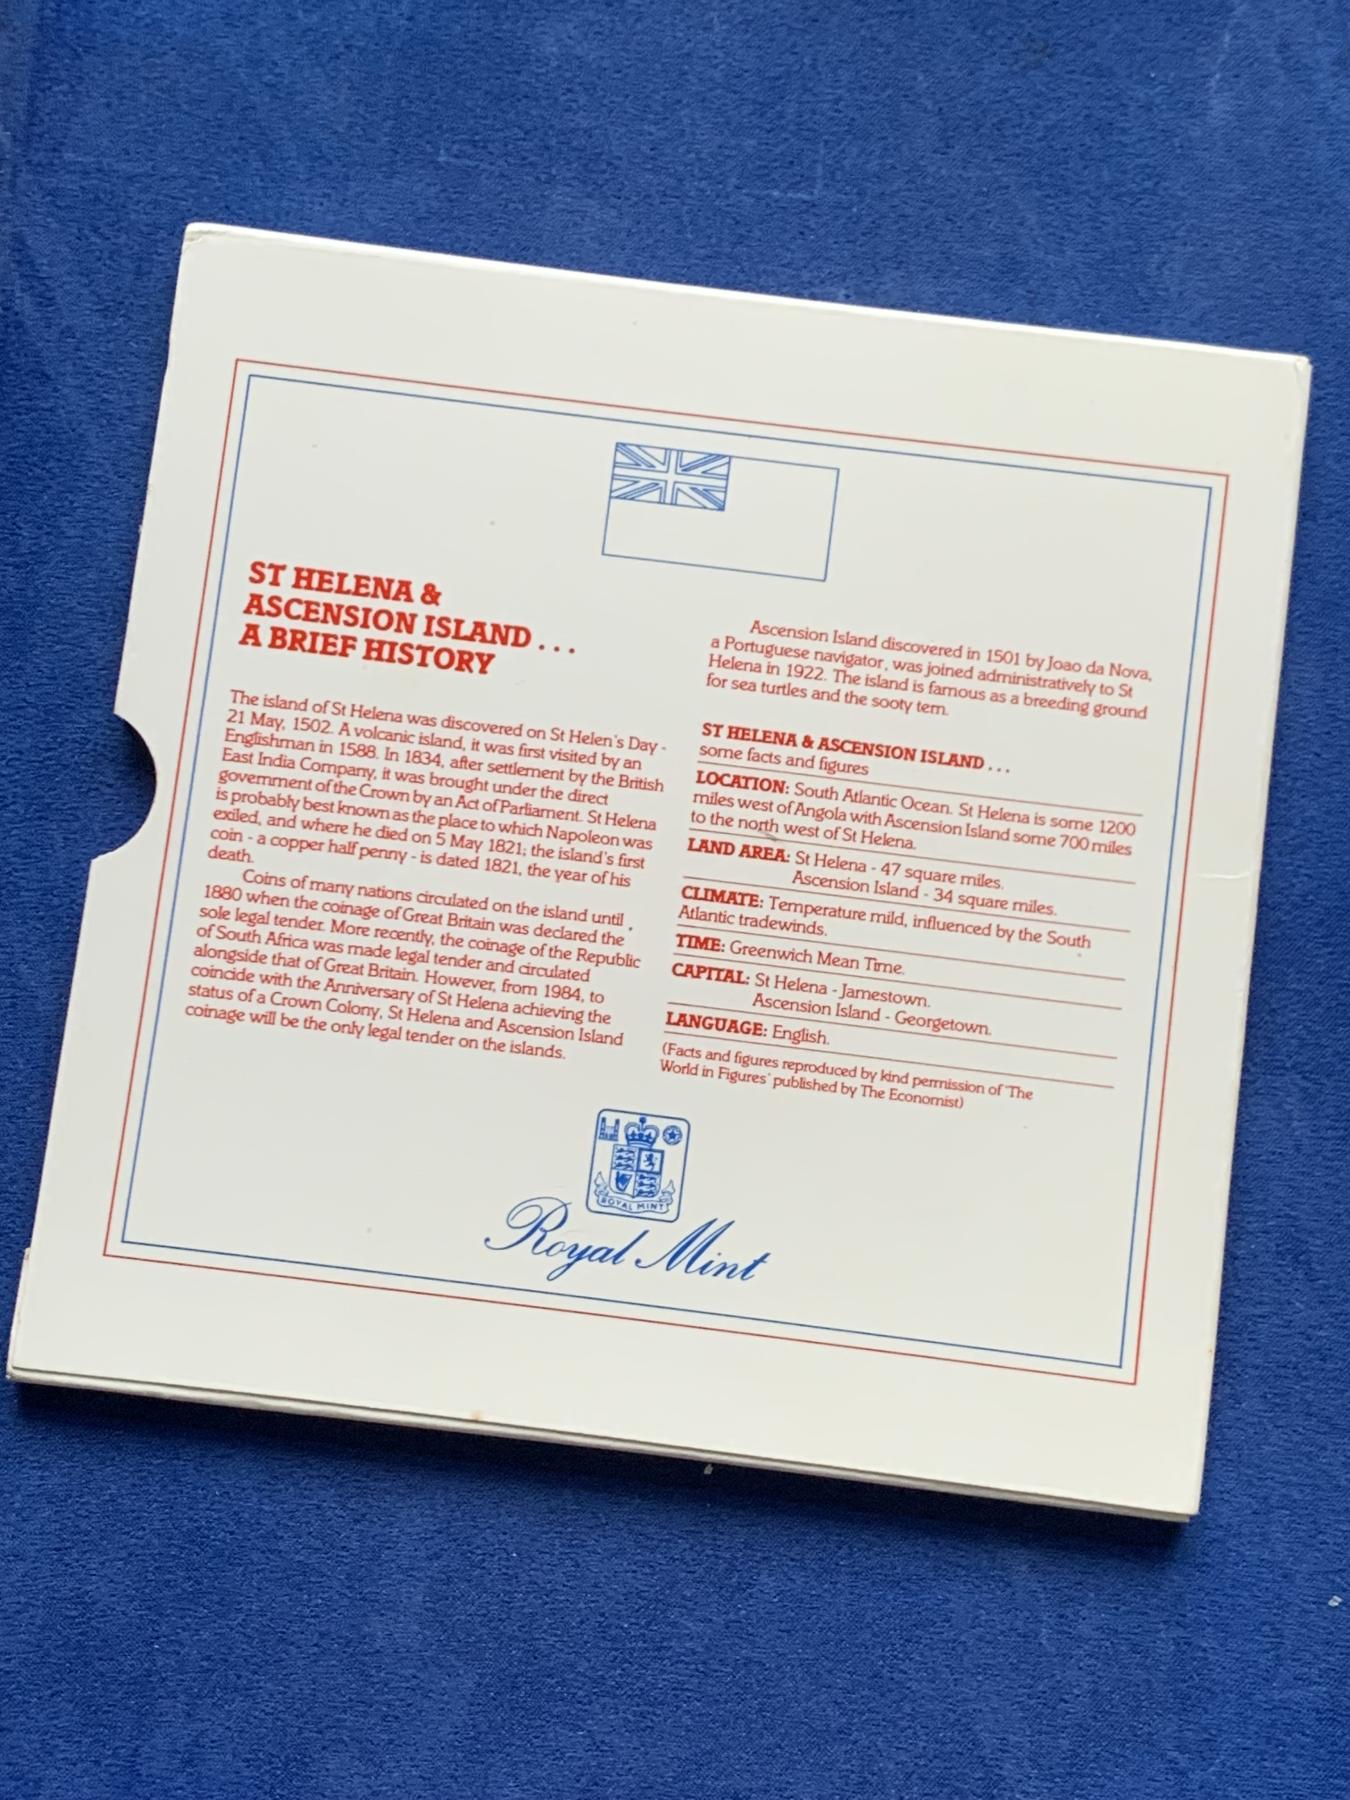 ST HELENA &
ASCENSION ISLAND . . .
A BRIEF HISTORY
The island of St Helena was discovered on St Helen's Day -
21 May, 1502. A volcanic island, it was first visited by an
Englishman in 1588. In 1834, after settlement by the British
East India Company, it was brought under the direct
government of the Crown by an Act of Parliament. St Helena
is probably best known as the place to which Napoleon was
exiled, and where he died on 5 May 1821; the island's first
coin - a copper half penny - is dated 1821, the year of his
death.
Coins of many nations circulated on the island until
1880 when the coinage of Great Britain was declared the
sole legal tender. More recently, the coinage of the Republic
of South Africa was made legal tender and circulated
alongside that of Great Britain. However, from 1984, to
coincide with the Anniversary of St Helena achieving the
status of a Crown Colony, St Helena and Ascension Island
coinage will be the only legal tender on the islands.
Ascension Island discovered in 1501 by Joao da Nova,
a Portuguese navigator, was joined administratively to St
Helena in 1922. The island is famous as a breeding ground
for sea turtles and the sooty tern.
ST HELENA & ASCENSION ISLAND . . .
some facts and figures
LOCATION: South Atlantic Ocean. St Helena is some 1200
miles west of Angola with Ascension Island some 700 miles
to the north west of St Helena.
LAND AREA: St Helena - 47 square miles.
Ascension Island - 34 square miles.
CLIMATE: Temperature mild, influenced by the South
Atlantic tradewinds.
TIME: Greenwich Mean Time.
CAPITAL: St Helena - Jamestown.
Ascension Island - Georgetown.
LANGUAGE: English.
(Facts and figures reproduced by kind permission of 'The
World in Figures' published by The Economist)
ROYAL MINT
Royal Mint